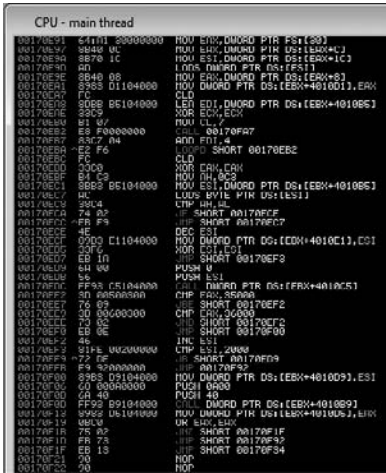 CPU - main thread
00170E91 64:A1 30000000 MOV EAX,DWORD PTR FS:[30]
00170E97 8B40 0C MOV EAX,DWORD PTR DS:[EAX+C]
00170E9A 8B70 1C MOV ESI,DWORD PTR DS:[EAX+1C]
00170E9D AD LODS DWORD PTR DS:[ESI]
00170E9E 8B40 08 MOV EAX,DWORD PTR DS:[EAX+8]
00170EA1 8983 D1104000 MOV DWORD PTR DS:[EBX+4010D1],EAX
00170EA7 FC CLD
00170EA8 8DBB B5104000 LEA EDI,DWORD PTR DS:[EBX+4010B5]
00170EAE 33C9 XOR ECX,ECX
00170EB0 B1 07 MOV CL,7
00170EB2 E8 F0000000 CALL 00170FA7
00170EB7 83C7 04 ADD EDI,4
00170EBA ^E2 F6 LOOPD SHORT 00170EB2
00170EBC FC CLD
00170EBD 33C0 XOR EAX,EAX
00170EBF B4 C3 MOV AH,0C3
00170EC1 8BB3 B5104000 MOV ESI,DWORD PTR DS:[EBX+4010B5]
00170EC7 AC LODS BYTE PTR DS:[ESI]
00170EC8 38C4 CMP AH,AL
00170ECA 74 02 JE SHORT 00170ECE
00170ECC ^EB F9 JMP SHORT 00170EC7
00170ECE 4E DEC ESI
00170ECF 89B3 E1104000 MOV DWORD PTR DS:[EBX+4010E1],ESI
00170ED5 33F6 XOR ESI,ESI
00170ED7 EB 1A JMP SHORT 00170EF3
00170ED9 6A 00 PUSH 0
00170EDB 56 PUSH ESI
00170EDC FF93 C5104000 CALL DWORD PTR DS:[EBX+4010C5]
00170EE2 3D 00500300 CMP EAX,35000
00170EE7 76 09 SHORT 00170EF2
00170EE9 3D 00600300 CMP EAX,36000
00170EEE 73 02 SHORT 00170EF2
00170EF0 EB 0E JMP SHORT 00170F00
00170EF2 46 INC ESI
00170EF3 81FE 00200000 CMP ESI,2000
00170EF9 ^72 DE SHORT 00170ED9
00170EFB E9 92000000 JMP 00170F92
00170F00 89B3 D9104000 MOV DWORD PTR DS:[EBX+4010D9],ESI
00170F06 68 000A0000 PUSH 0A00
00170F0B 6A 40 PUSH 40
00170F0D FF93 B9104000 CALL DWORD PTR DS:[EBX+4010B9]
00170F13 8983 D5104000 MOV DWORD PTR DS:[EBX+4010D5],EAX
00170F19 0BC0 OR EAX,EAX
00170F1B 75 02 SHORT 00170F1F
00170F1D EB 73 JMP SHORT 00170F92
00170F1F EB 13 JMP SHORT 00170F34
00170F21 90 NOP
00170F22 90 NOP